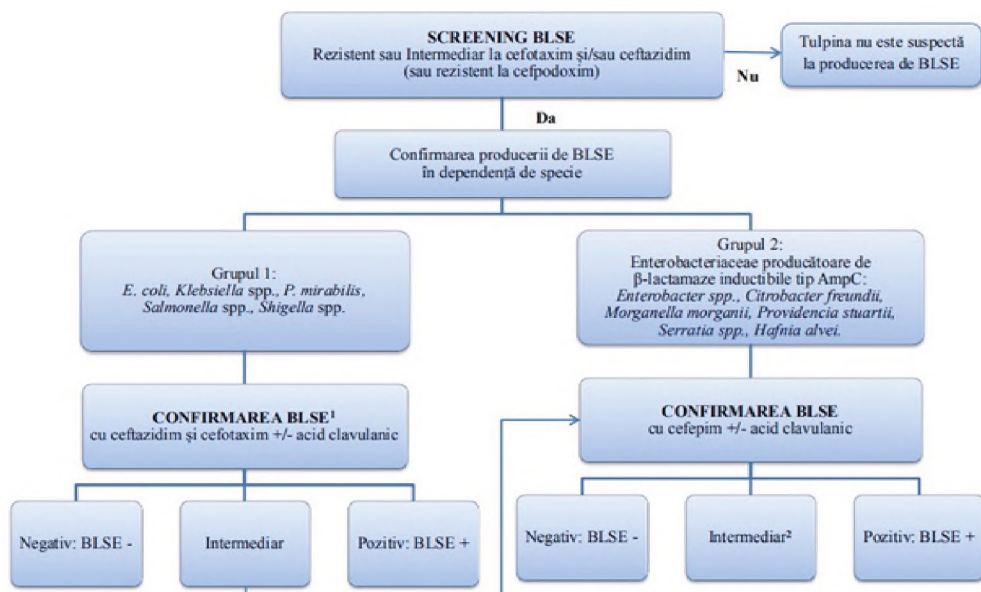 SCREENING BLSE
Rezistent sau Intermediar la cefotaxim și/sau ceftazidim
(sau rezistent la cefpodoxim)
Nu
Tulpina nu este suspectă
la producerea de BLSE
Da
Confirmarea producerii de BLSE
în dependență de specie
Grupul 1:
E. coli, Klebsiella spp., P. mirabilis,
Salmonella spp., Shigella spp.
Grupul 2:
Enterobacteriaceae producătoare de
β-lactamaze inductibile tip AmpC:
Enterobacter spp., Citrobacter freundii,
Morganella morganii, Providencia stuartii,
Serratia spp., Hafnia alvei.
CONFIRMAREA BLSE¹
cu ceftazidim și cefotaxim +/- acid clavulanic
CONFIRMAREA BLSE
cu cefepim +/- acid clavulanic
Negativ: BLSE -
Intermediar
Pozitiv: BLSE +
Negativ: BLSE -
Intermediar²
Pozitiv: BLSE +